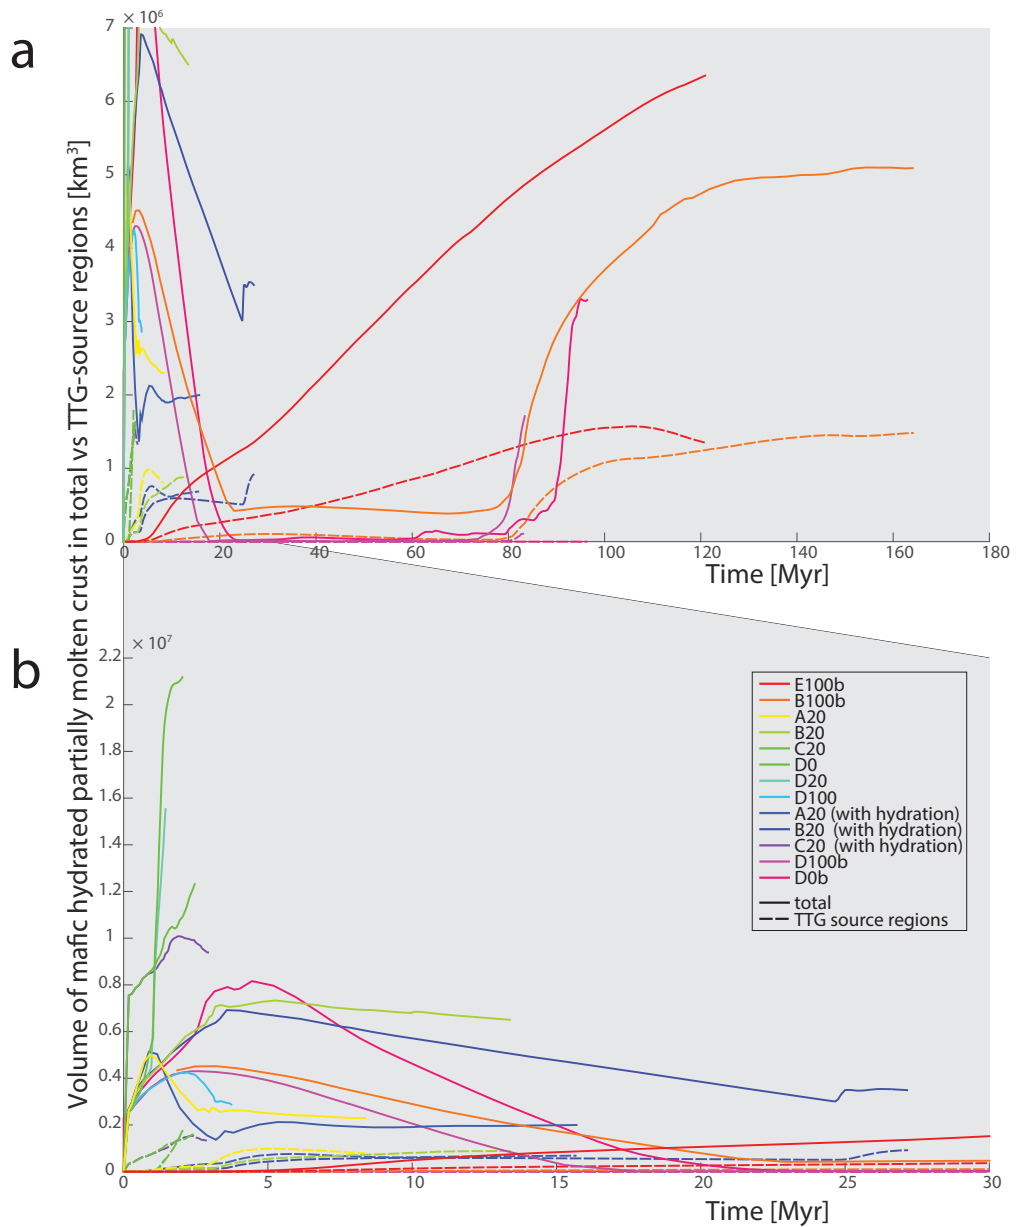 a
× 10⁶
7
6
5
4
3
2
1
0
0
20
40
60
80
100
120
140
160
180
Time [Myr]
Volume of mafic hydrated partially molten crust in total vs TTG-source regions [km³]
b
× 10⁷
2.2
2
1.8
1.6
1.4
1.2
1
0.8
0.6
0.4
0.2
0
0
5
10
15
20
25
30
Time [Myr]
E100b
B100b
A20
B20
C20
D0
D20
D100
A20 (with hydration)
B20 (with hydration)
C20 (with hydration)
D100b
D0b
total
TTG source regions